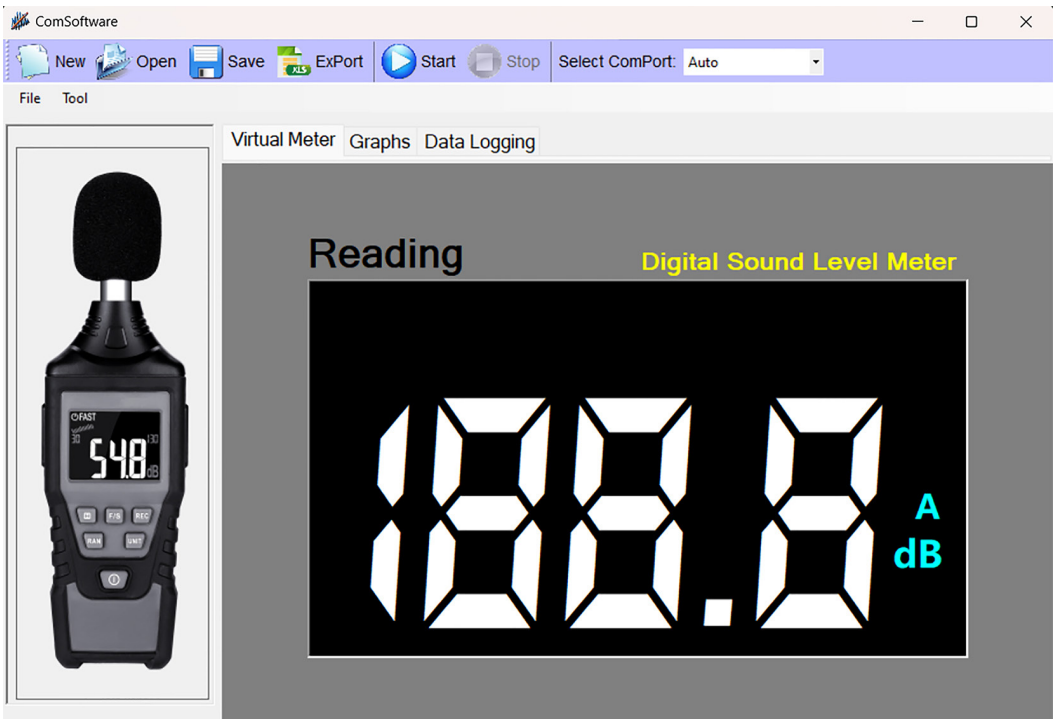 ComSoftware
New Open Save ExPort Start Stop Select ComPort: Auto
File Tool
Virtual Meter Graphs Data Logging
Reading
Digital Sound Level Meter
188.8
A
dB
FAST
30 130
54.8 dB
F/S REC
RAN UNIT